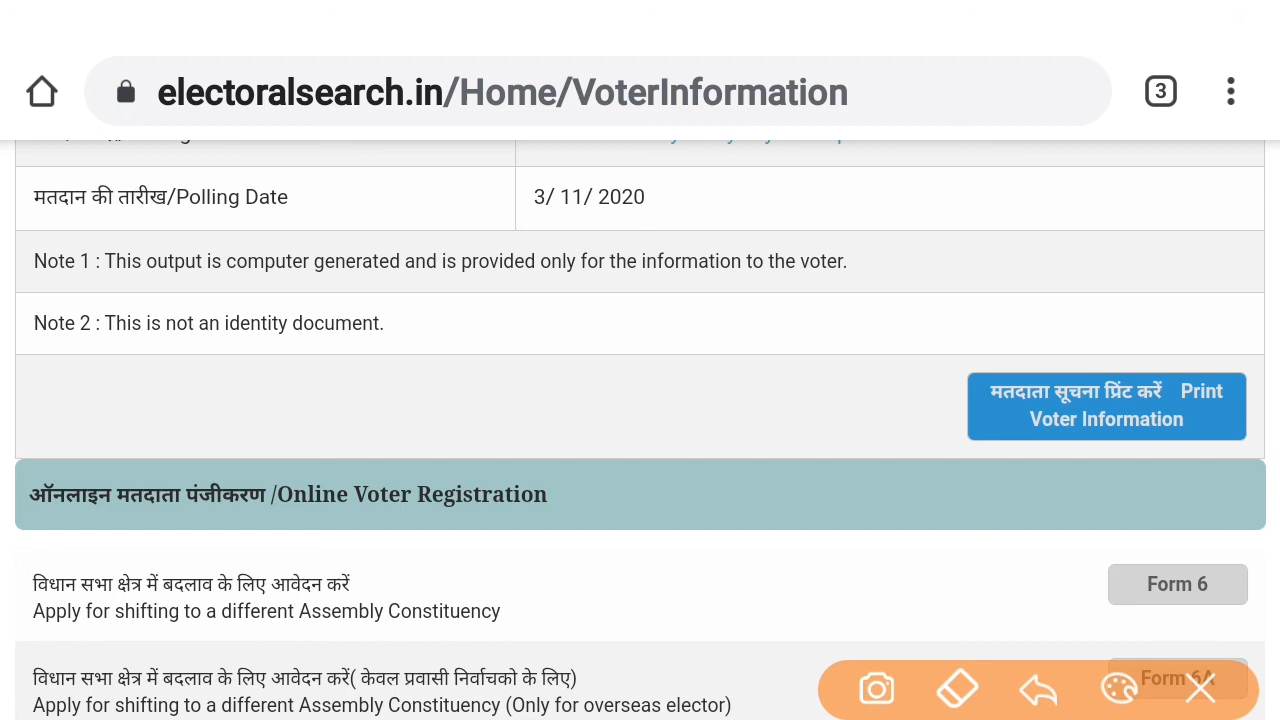 electoralsearch.in/Home/VoterInformation
3
मतदान की तारीख/Polling Date
3/ 11/ 2020
Note 1 : This output is computer generated and is provided only for the information to the voter.
Note 2 : This is not an identity document.
मतदाता सूचना प्रिंट करें Print
Voter Information
ऑनलाइन मतदाता पंजीकरण /Online Voter Registration
विधान सभा क्षेत्र में बदलाव के लिए आवेदन करें
Apply for shifting to a different Assembly Constituency
Form 6
विधान सभा क्षेत्र में बदलाव के लिए आवेदन करें( केवल प्रवासी निर्वाचको के लिए)
Apply for shifting to a different Assembly Constituency (Only for overseas elector)
Form 6A